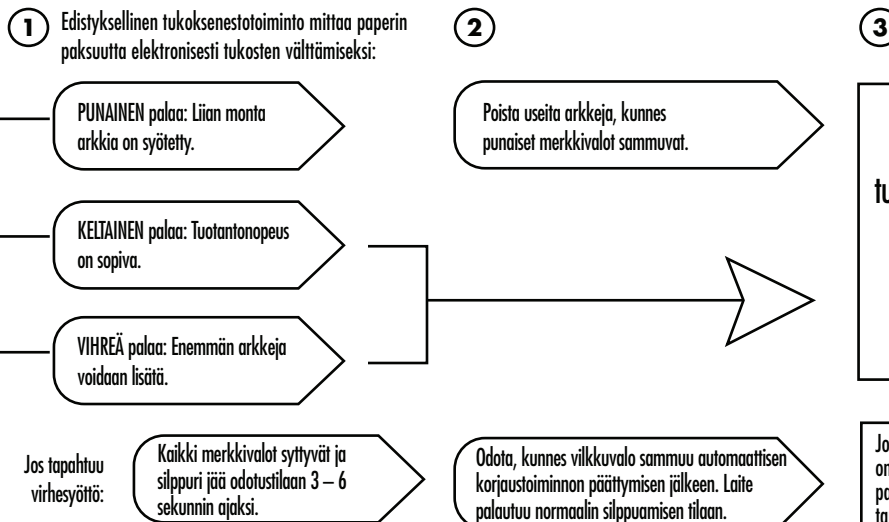 1
Edistyksellinen tukoksenestotoiminto mittaa paperin
paksuutta elektronisesti tukosten välttämiseksi:
PUNAINEN palaa: Liian monta
arkkia on syötetty.
KELTAINEN palaa: Tuotantonopeus
on sopiva.
VIHREÄ palaa: Enemmän arkkeja
voidaan lisätä.
Jos tapahtuu
virhesyöttö:
Kaikki merkkivalot syttyvät ja
silppuri jää odotustilaan 3 – 6
sekunnin ajaksi.
2
Poista useita arkkeja, kunnes
punaiset merkkivalot sammuvat.
Odota, kunnes vilkkuvalo sammuu automaattisen
korjaustoiminnon päättymisen jälkeen. Laite
palautuu normaalin silppuamisen tilaan.
3